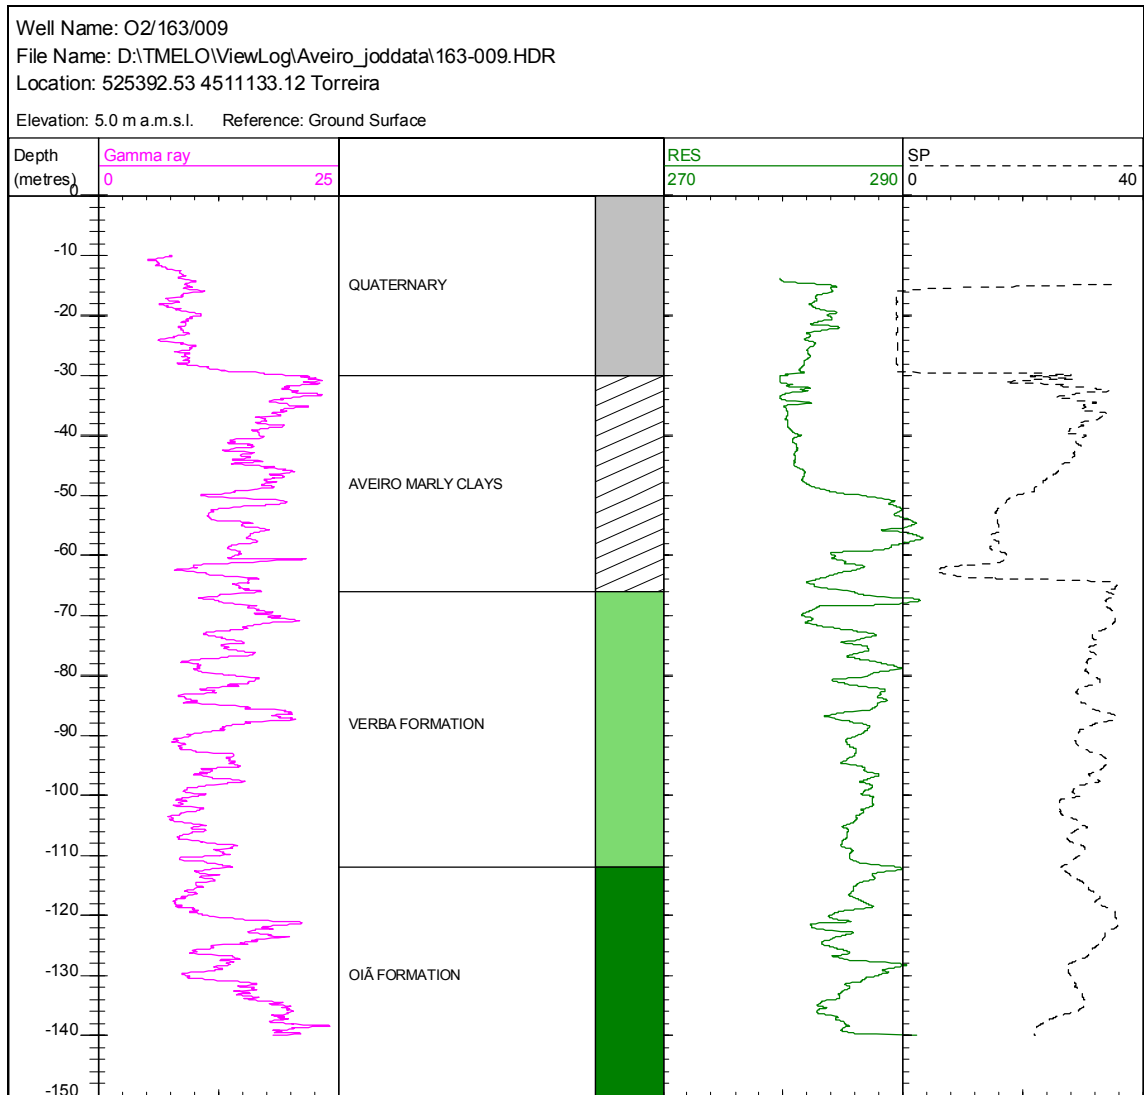 Well Name: O2/163/009
File Name: D:\TMELO\ViewLog\Aveiro_joddata\163-009.HDR
Location: 525392.53 4511133.12 Torreira
Elevation: 5.0 m a.m.s.l. Reference: Ground Surface
Depth Gamma ray RES SP
(metres) 0 25 270 290 0 40
0
-10
QUATERNARY
-20
-30
-40
AVEIRO MARLY CLAYS
-50
-60
-70
-80
VERBA FORMATION
-90
-100
-110
-120
OIÃ FORMATION
-130
-140
-150